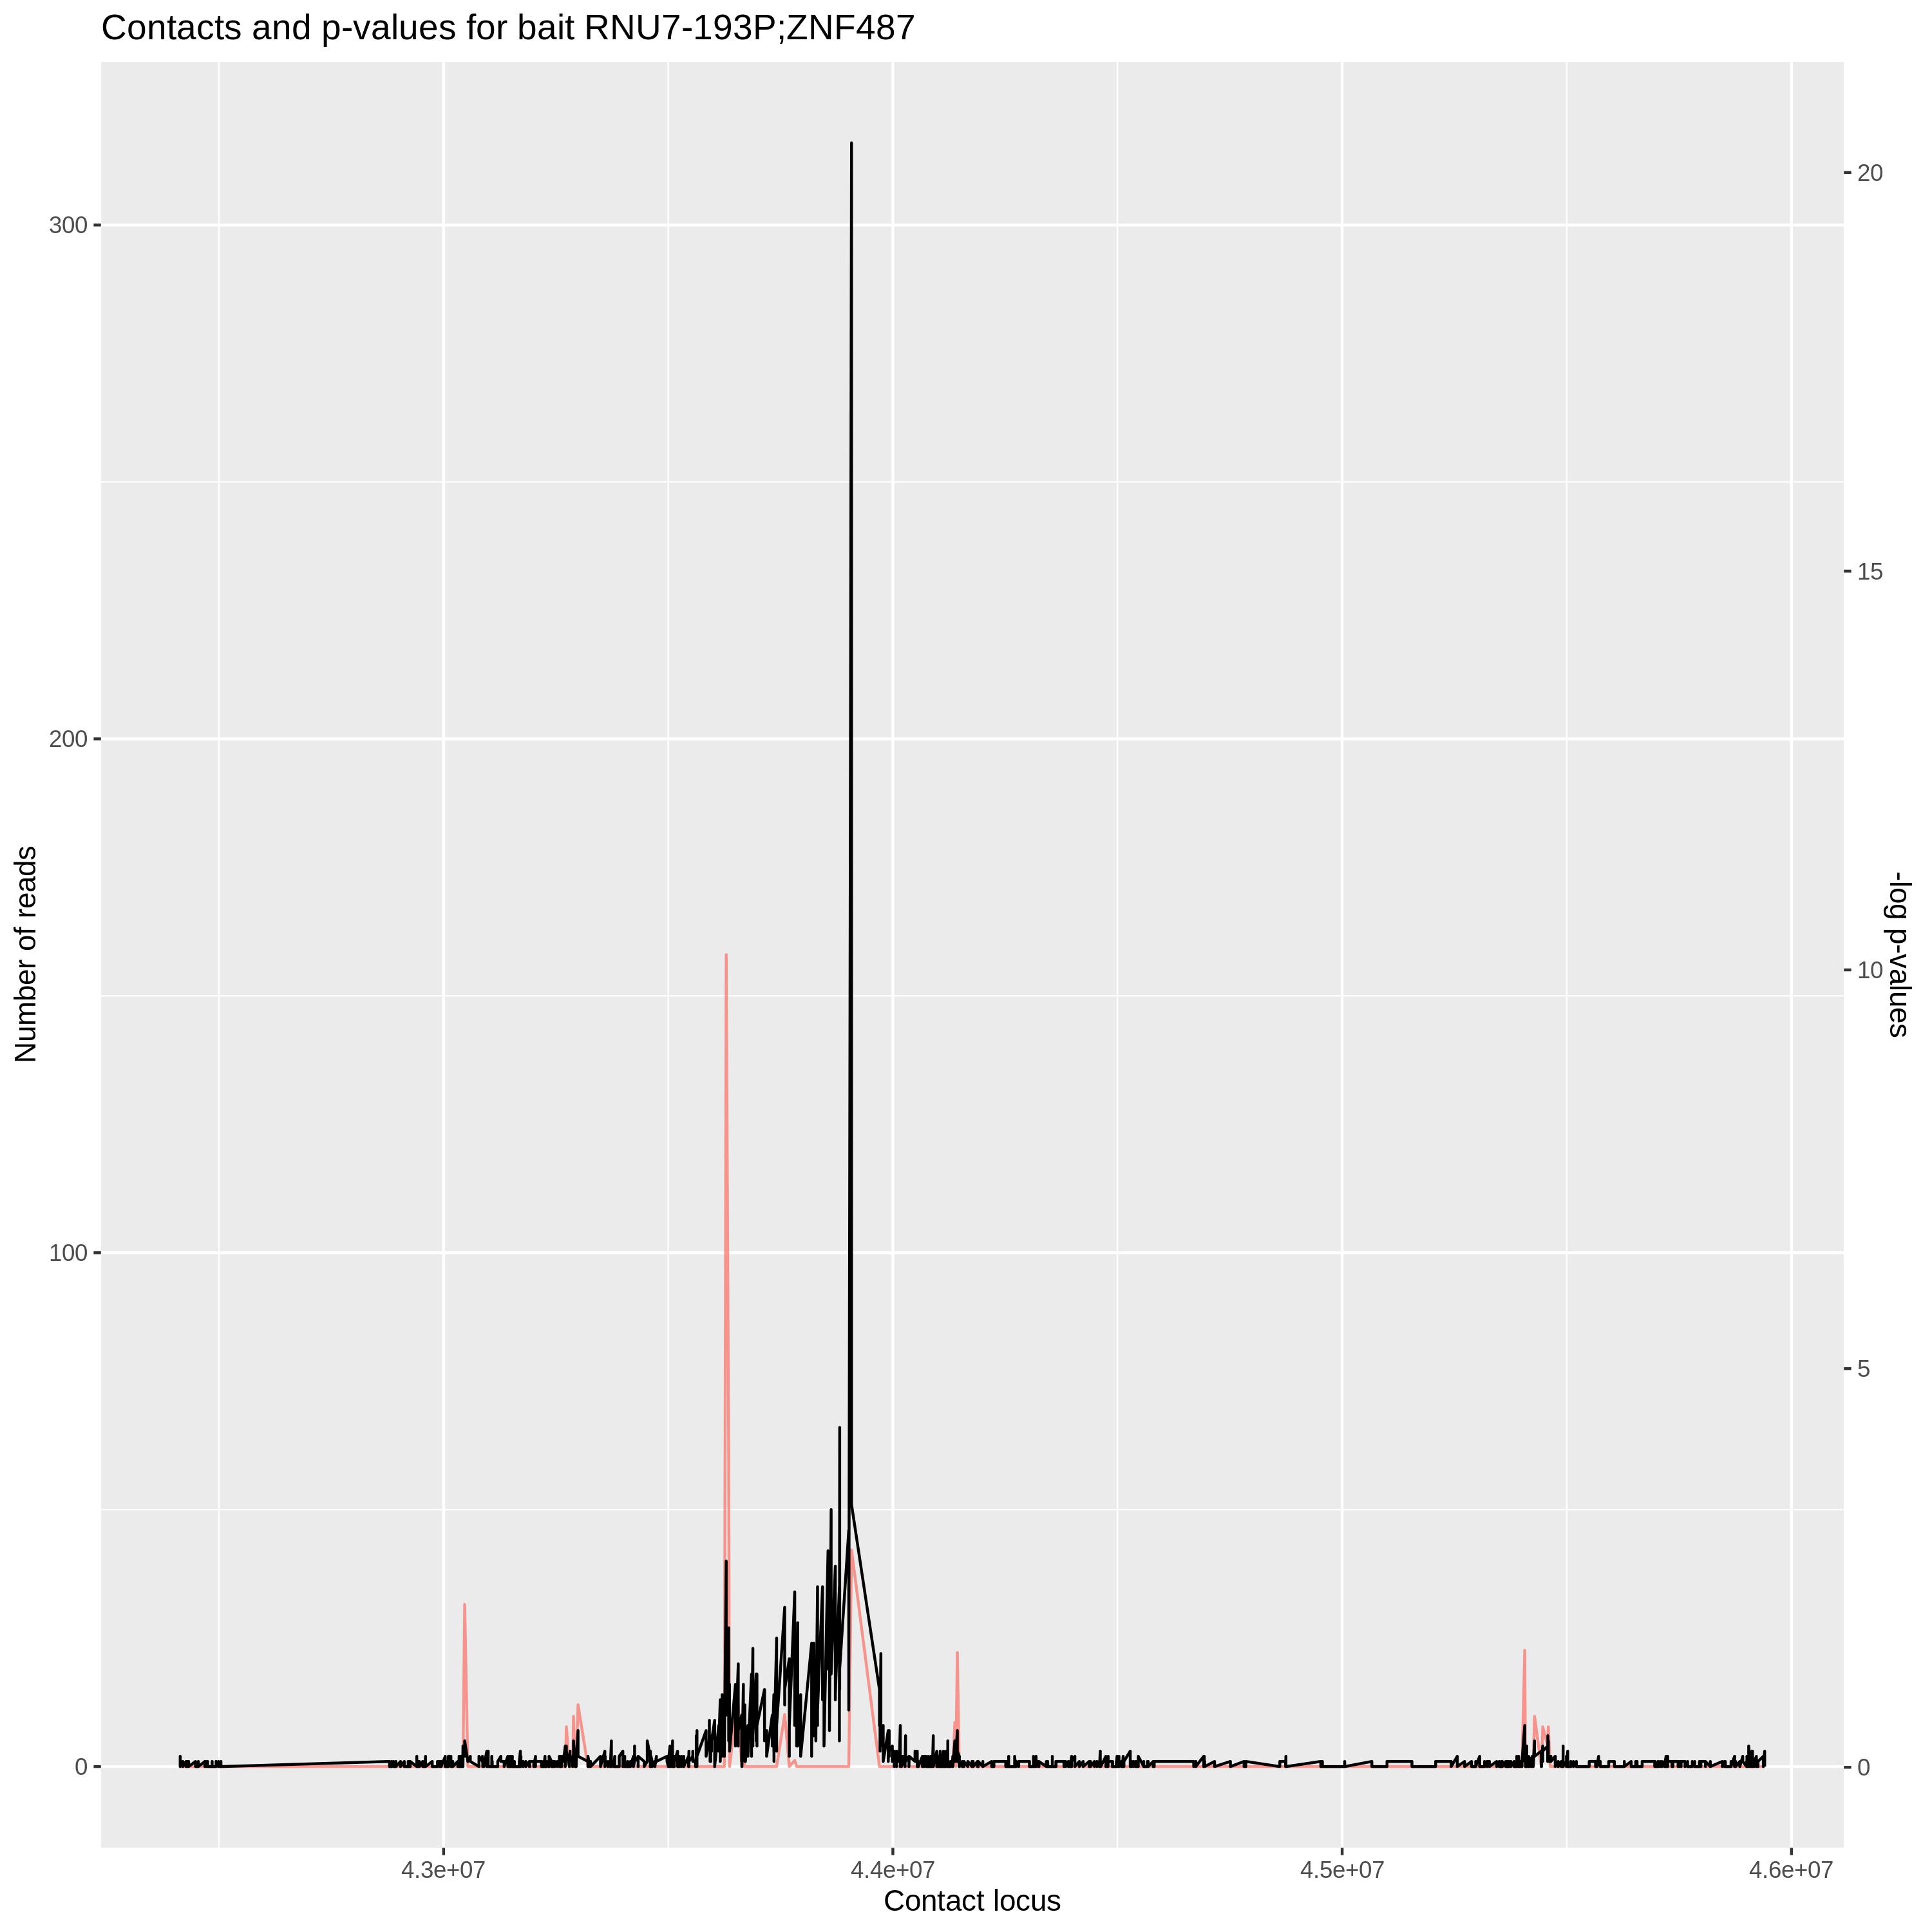 Contacts and p-values for bait RNU7-193P;ZNF487
Number of reads
300
200
100
0
20
15
10
5
0
-log p-values
4.3e+07 4.4e+07 4.5e+07 4.6e+07
Contact locus